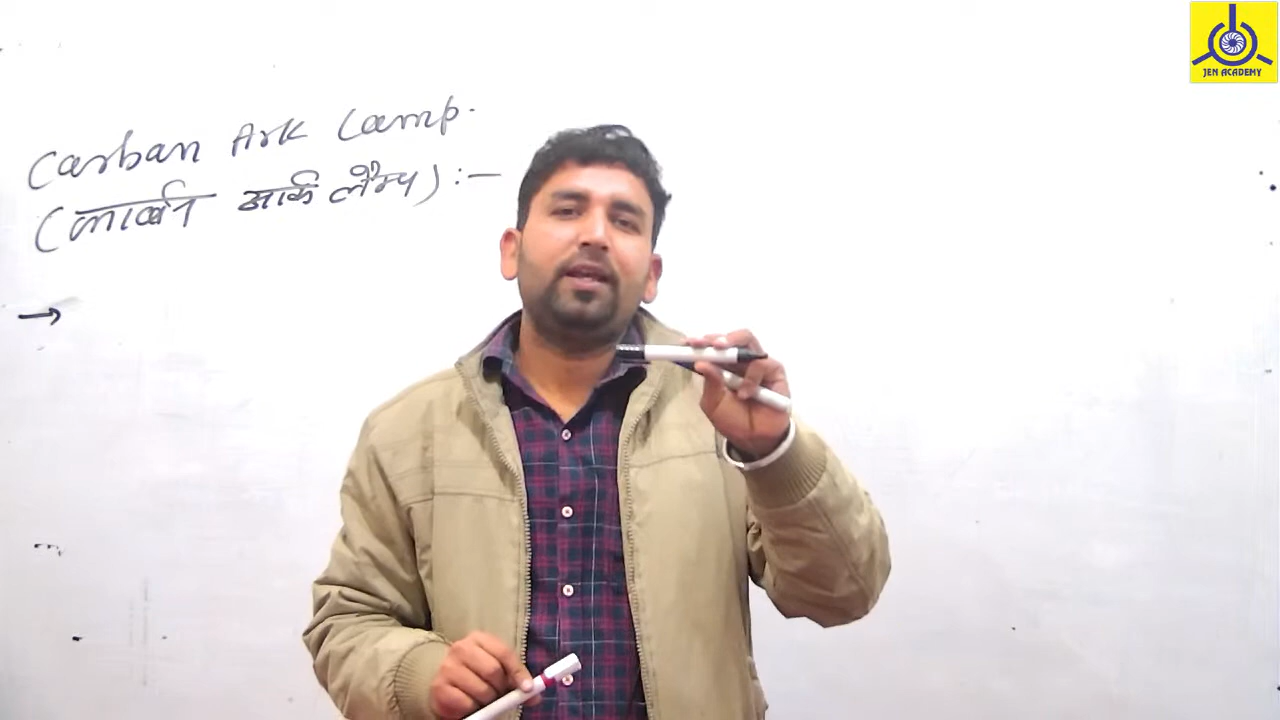 Carban Ark Lamp.
(कार्बन आर्क लैम्प) :-
→
JEN ACADEMY